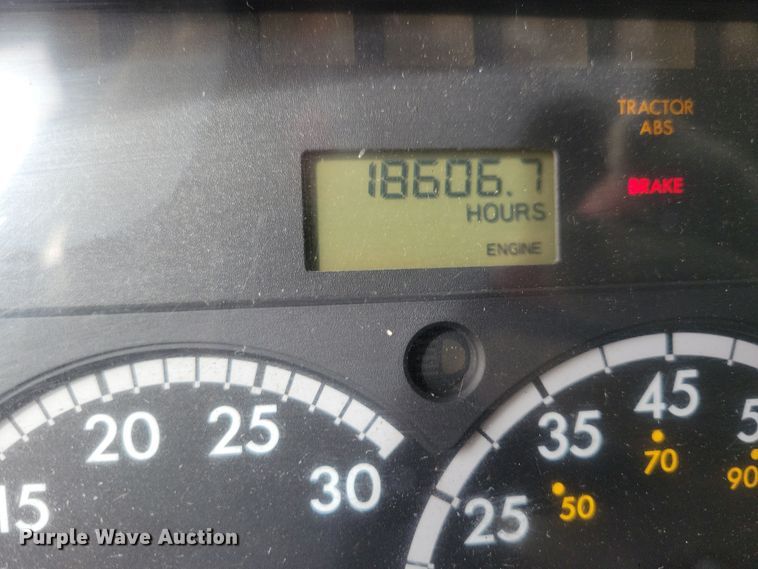 TRACTOR
ABS
18606.7
BRAKE
HOURS
ENGINE
15
20
25
30
25
35
45
50
70
90
Purple Wave Auction